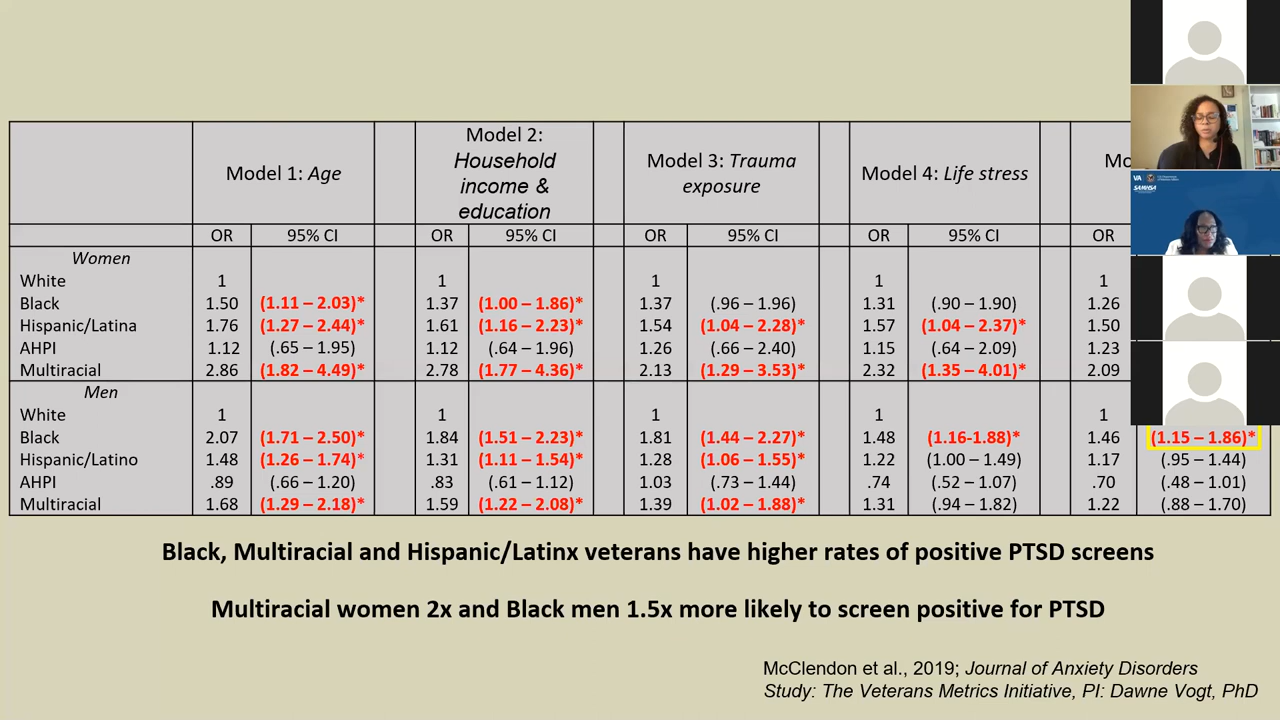 Model 1: Age Model 2: Household income & education Model 3: Trauma exposure Model 4: Life stress
OR 95% CI OR 95% CI OR 95% CI OR 95% CI OR
Women
White 1 1 1 1 1
Black 1.50 (1.11 – 2.03)* 1.37 (1.00 – 1.86)* 1.37 (.96 – 1.96) 1.31 (.90 – 1.90) 1.26
Hispanic/Latina 1.76 (1.27 – 2.44)* 1.61 (1.16 – 2.23)* 1.54 (1.04 – 2.28)* 1.57 (1.04 – 2.37)* 1.50
AHPI 1.12 (.65 – 1.95) 1.12 (.64 – 1.96) 1.26 (.66 – 2.40) 1.15 (.64 – 2.09) 1.23
Multiracial 2.86 (1.82 – 4.49)* 2.78 (1.77 – 4.36)* 2.13 (1.29 – 3.53)* 2.32 (1.35 – 4.01)* 2.09
Men
White 1 1 1 1 1
Black 2.07 (1.71 – 2.50)* 1.84 (1.51 – 2.23)* 1.81 (1.44 – 2.27)* 1.48 (1.16-1.88)* 1.46 (1.15 – 1.86)*
Hispanic/Latino 1.48 (1.26 – 1.74)* 1.31 (1.11 – 1.54)* 1.28 (1.06 – 1.55)* 1.22 (1.00 – 1.49) 1.17 (.95 – 1.44)
AHPI .89 (.66 – 1.20) .83 (.61 – 1.12) 1.03 (.73 – 1.44) .74 (.52 – 1.07) .70 (.48 – 1.01)
Multiracial 1.68 (1.29 – 2.18)* 1.59 (1.22 – 2.08)* 1.39 (1.02 – 1.88)* 1.31 (.94 – 1.82) 1.22 (.88 – 1.70)
Black, Multiracial and Hispanic/Latinx veterans have higher rates of positive PTSD screens
Multiracial women 2x and Black men 1.5x more likely to screen positive for PTSD
McClendon et al., 2019; Journal of Anxiety Disorders
Study: The Veterans Metrics Initiative, PI: Dawne Vogt, PhD
VA
SAMHSA